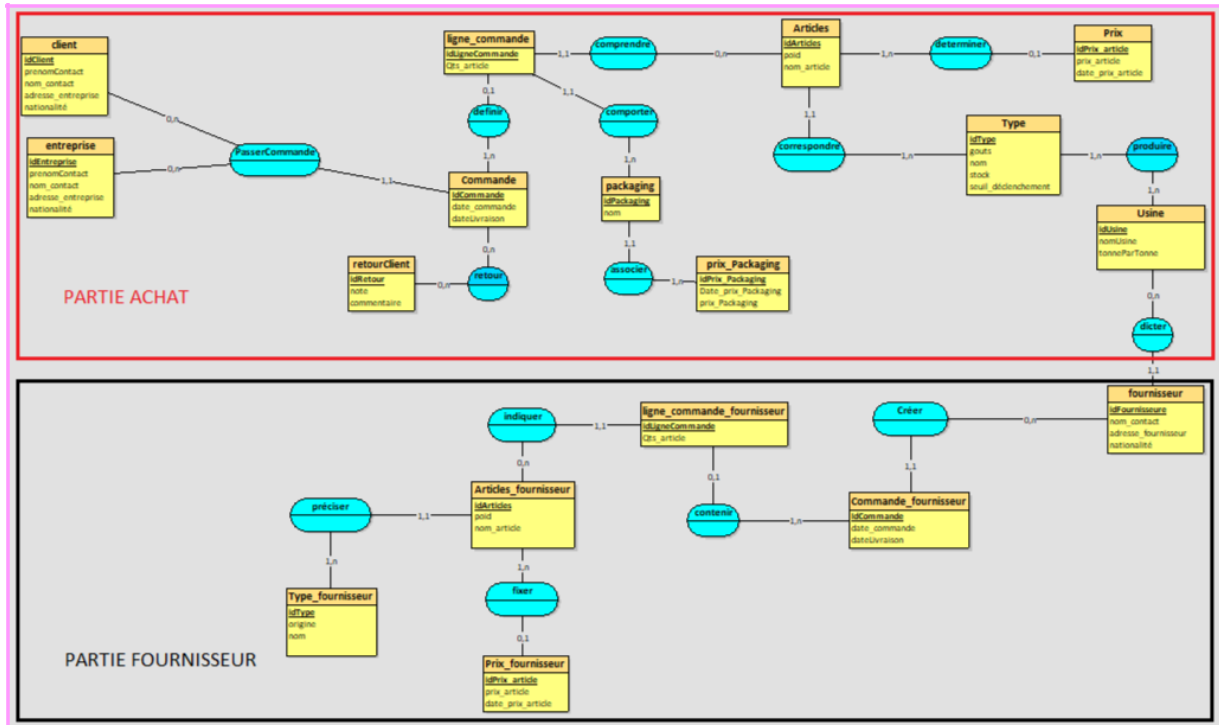 client
idClient
prenomContact
nom_contact
adresse_entreprise
nationalité
entreprise
idEntreprise
prenomContact
nom_contact
adresse_entreprise
nationalité
0,n
0,n
PasserCommande
1,1
ligne_commande
idLigneCommande
Qts_article
0,1
definir
1,n
Commande
idCommande
date_commande
dateLivraison
0,n
retour
0,n
retourClient
idRetour
note
commentaire
1,1
comprendre
0,n
1,1
comporter
1,n
packaging
idPackaging
nom
1,1
associer
1,n
prix_Packaging
idPrix_Packaging
Date_prix_Packaging
prix_Packaging
Articles
idArticles
poid
nom_article
1,n
determiner
0,1
Prix
idPrix_article
prix_article
date_prix_article
1,1
correspondre
1,n
Type
idType
gouts
nom
stock
seuil_déclenchement
1,n
produire
1,n
Usine
idUsine
nomUsine
tonneParTonne
0,n
dicter
1,1
PARTIE ACHAT
fournisseur
idFournisseure
nom_contact
adresse_fournisseur
nationalité
0,n
Créer
1,1
Commande_fournisseur
idCommande
date_commande
dateLivraison
1,n
contenir
0,1
ligne_commande_fournisseur
idLigneCommande
Qts_article
1,1
indiquer
0,n
Articles_fournisseur
idArticles
poid
nom_article
1,1
préciser
1,n
Type_fournisseur
idType
origine
nom
1,n
fixer
0,1
Prix_fournisseur
idPrix_article
prix_article
date_prix_article
PARTIE FOURNISSEUR